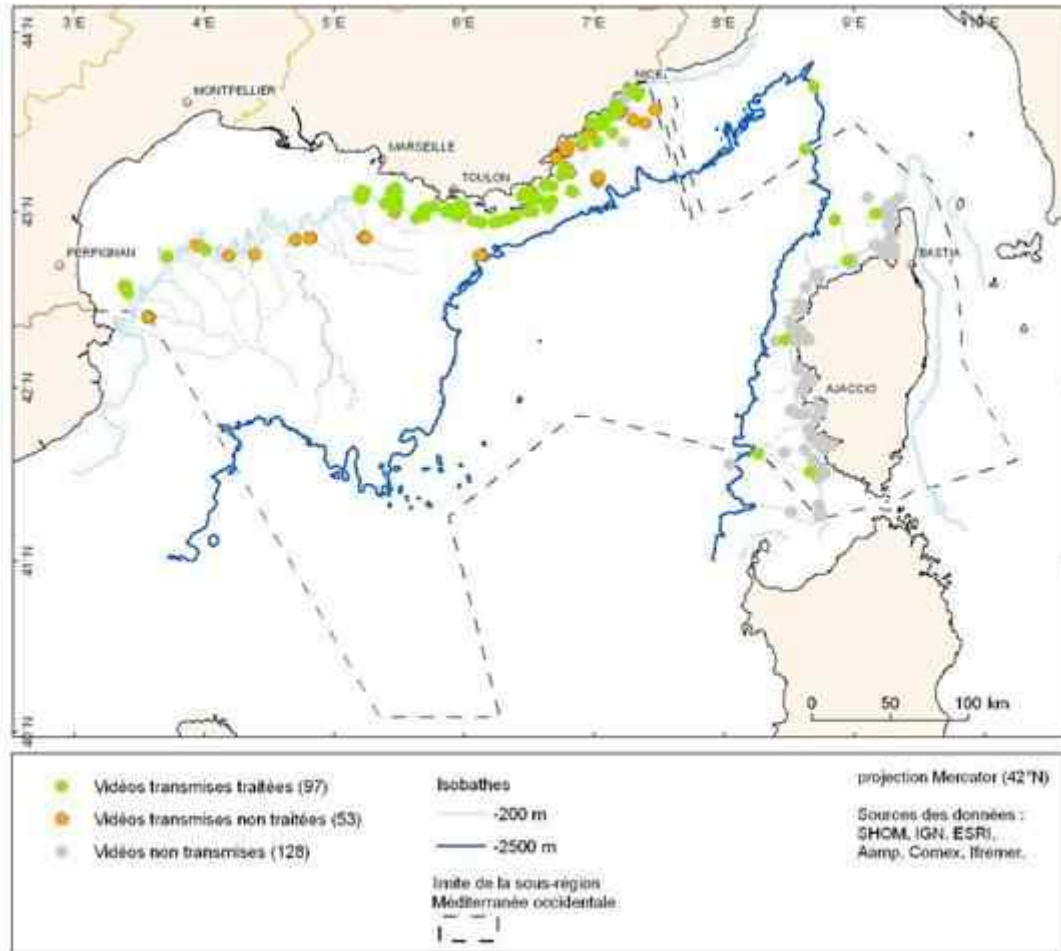 3°E 4°E 5°E 6°E 7°E 8°E 9°E 10°E
44°N
43°N
42°N
41°N
40°N
NICE
MONTPELLIER
MARSEILLE
TOULON
PERPIGNAN
BASTIA
AJACCIO
0 50 100 km
Vidéos transmises traitées (97)
Vidéos transmises non traitées (53)
Vidéos non transmises (128)
Isobathes
-200 m
-2500 m
limite de la sous-région
Méditerranée occidentale
projection Mercator (42°N)
Sources des données :
SHOM, IGN, ESRI,
Aamp, Comex, Ifremer,